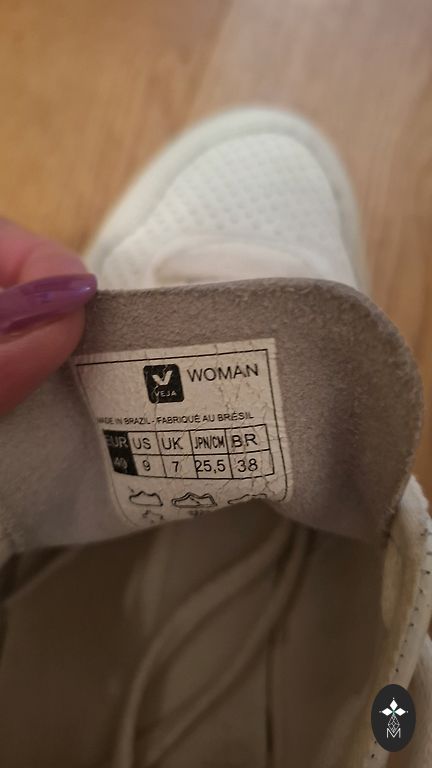 VEJA
WOMAN
MADE IN BRAZIL - FABRIQUÉ AU BRÉSIL
EUR US UK JPN/CM BR
40 9 7 25,5 38
M